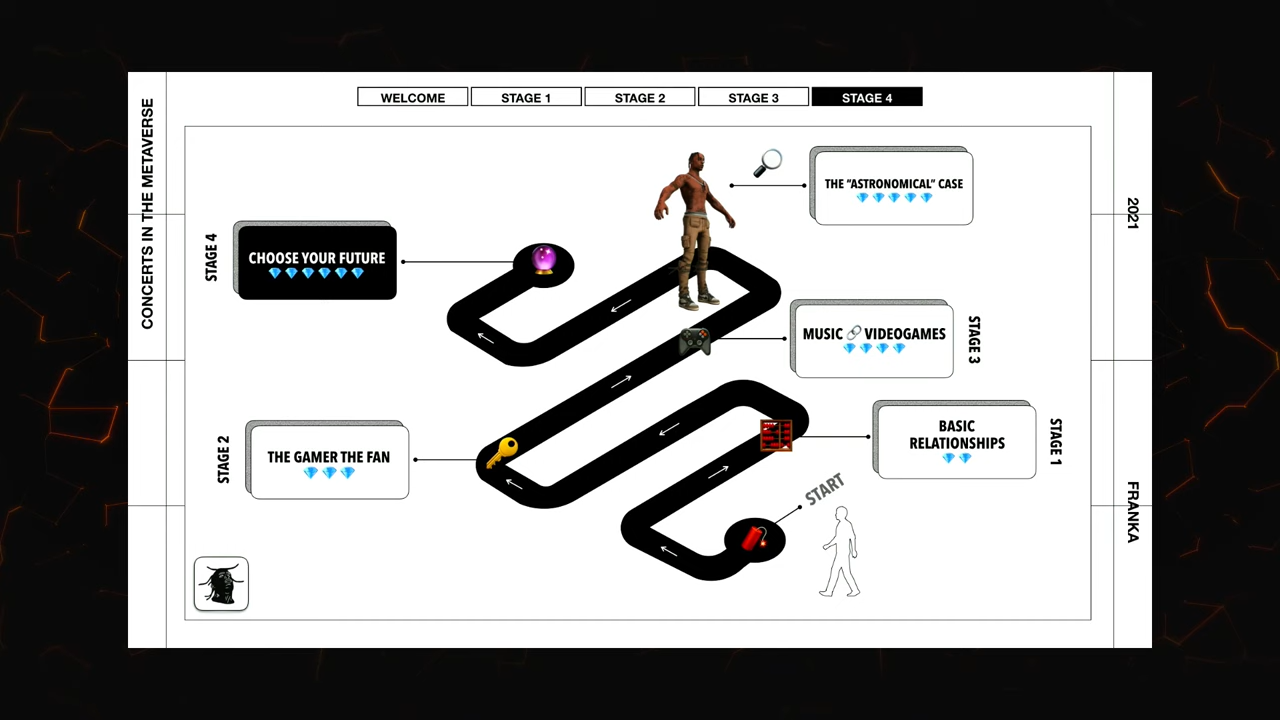 WELCOME
STAGE 1
STAGE 2
STAGE 3
STAGE 4
CONCERTS IN THE METAVERSE
2021
FRANKA
THE "ASTRONOMICAL" CASE
STAGE 4
CHOOSE YOUR FUTURE
MUSIC VIDEOGAMES
STAGE 3
STAGE 2
THE GAMER THE FAN
BASIC
RELATIONSHIPS
STAGE 1
START